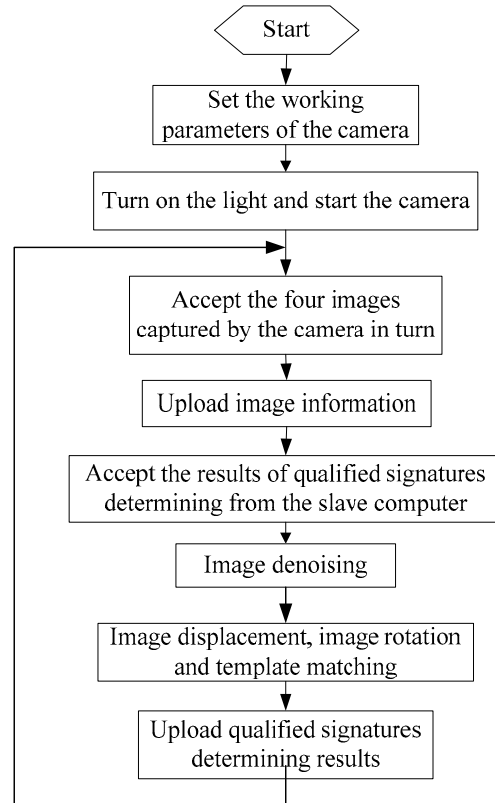 Start
Set the working
parameters of the camera
Turn on the light and start the camera
Accept the four images
captured by the camera in turn
Upload image information
Accept the results of qualified signatures
determining from the slave computer
Image denoising
Image displacement, image rotation
and template matching
Upload qualified signatures
determining results